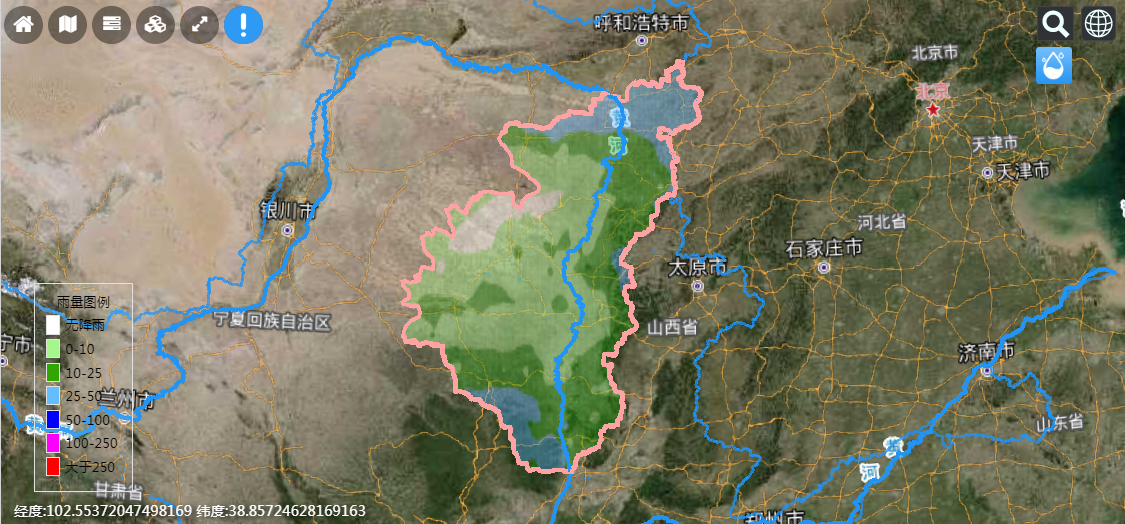 呼和浩特市
北京市
北京
天津市
天津市
黄
河
银川市
河北省
石家庄市
太原市
雨量图例
无降雨
0-10
10-25
25-50
50-100
100-250
大于250
宁夏回族自治区
宁市
山西省
济南市
兰州市
黄
山东省
黄
河
甘肃省
郑州市
经度:102.55372047498169 纬度:38.85724628169163